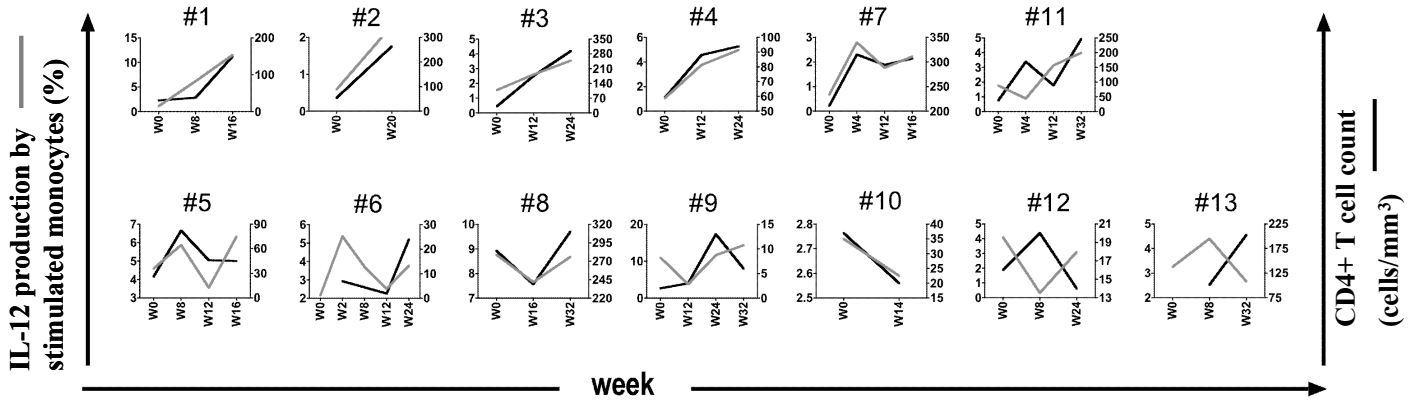 IL-12 production by
stimulated monocytes (%)
#1
15
10
5
0
200
100
0
W0
W8
W16
#2
2
1
0
300
200
100
0
W0
W20
#3
5
4
3
2
1
0
350
280
210
140
70
0
W0
W12
W24
#4
6
4
2
0
100
90
80
70
60
50
W0
W12
W24
#7
3
2
1
0
350
300
250
200
W0
W4
W12
W16
#11
5
4
3
2
1
0
250
200
150
100
50
0
W0
W4
W12
W32
#5
7
6
5
4
3
90
60
30
0
W0
W8
W12
W16
#6
6
5
4
3
2
30
20
10
0
W0
W2
W8
W12
W24
#8
10
9
8
7
320
295
270
245
220
W0
W16
W32
#9
20
10
0
15
10
5
0
W0
W12
W24
W32
#10
2.8
2.7
2.6
2.5
40
35
30
25
20
15
W0
W14
#12
5
4
3
2
1
0
21
20
19
18
17
16
15
14
13
W0
W8
W24
#13
5
4
3
2
225
175
125
75
W0
W8
W32
CD4+ T cell count
(cells/mm³)
week